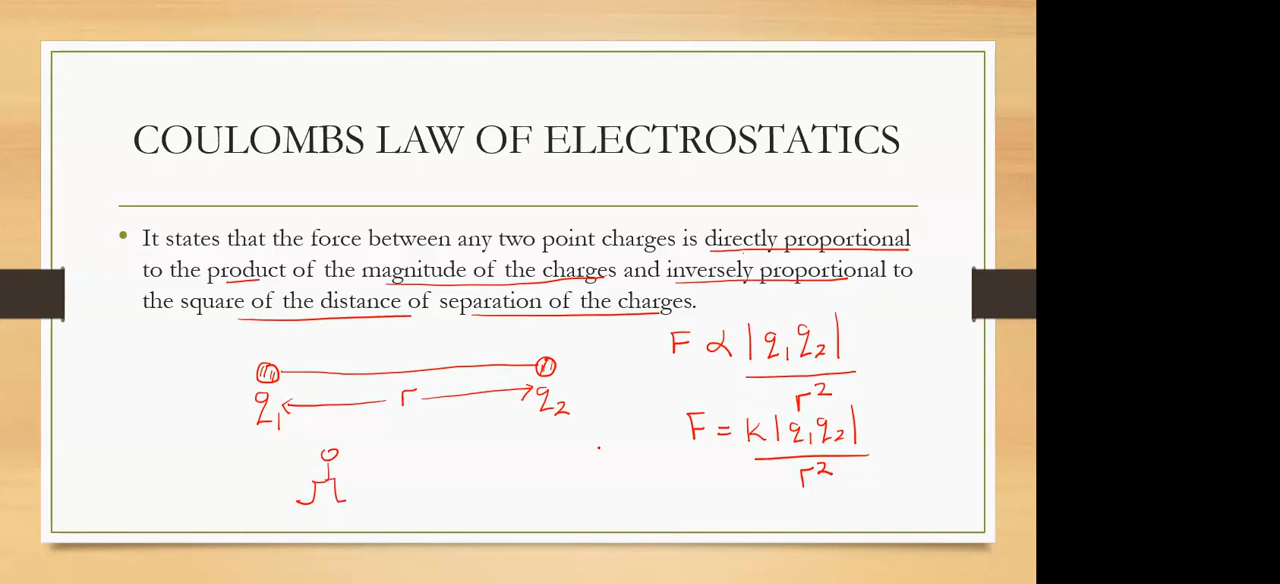 COULOMBS LAW OF ELECTROSTATICS
• It states that the force between any two point charges is directly proportional
to the product of the magnitude of the charges and inversely proportional to
the square of the distance of separation of the charges.
F ∝ |q₁q₂|
r²
q₁ r q₂
F = K|q₁q₂|
r²